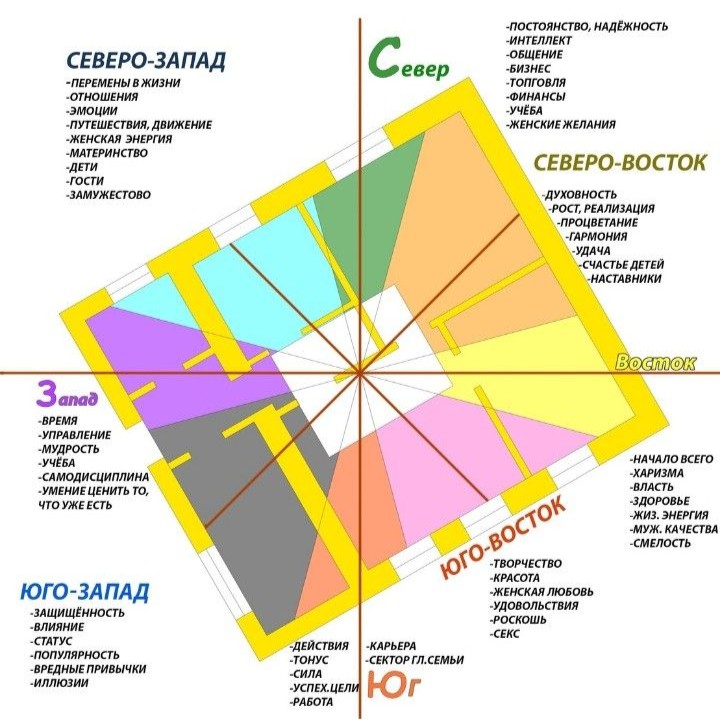 СЕВЕРО-ЗАПАД
-ПЕРЕМЕНЫ В ЖИЗНИ
-ОТНОШЕНИЯ
-ЭМОЦИИ
-ПУТЕШЕСТВИЯ, ДВИЖЕНИЕ
-ЖЕНСКАЯ ЭНЕРГИЯ
-МАТЕРИНСТВО
-ДЕТИ
-ГОСТИ
-ЗАМУЖЕСТОВО
Север
-ПОСТОЯНСТВО, НАДЁЖНОСТЬ
-ИНТЕЛЛЕКТ
-ОБЩЕНИЕ
-БИЗНЕС
-ТОПГОВЛЯ
-ФИНАНСЫ
-УЧЁБА
-ЖЕНСКИЕ ЖЕЛАНИЯ
СЕВЕРО-ВОСТОК
-ДУХОВНОСТЬ
-РОСТ, РЕАЛИЗАЦИЯ
-ПРОЦВЕТАНИЕ
-ГАРМОНИЯ
-УДАЧА
-СЧАСТЬЕ ДЕТЕЙ
-НАСТАВНИКИ
Восток
-НАЧАЛО ВСЕГО
-ХАРИЗМА
-ВЛАСТЬ
-ЗДОРОВЬЕ
-ЖИЗ. ЭНЕРГИЯ
-МУЖ. КАЧЕСТВА
-СМЕЛОСТЬ
Запад
-ВРЕМЯ
-УПРАВЛЕНИЕ
-МУДРОСТЬ
-УЧЁБА
-САМОДИСЦИПЛИНА
-УМЕНИЕ ЦЕНИТЬ ТО,
ЧТО УЖЕ ЕСТЬ
ЮГО-ЗАПАД
-ЗАЩИЩЁННОСТЬ
-ВЛИЯНИЕ
-СТАТУС
-ПОПУЛЯРНОСТЬ
-ВРЕДНЫЕ ПРИВЫЧКИ
-ИЛЛЮЗИИ
ЮГО-ВОСТОК
-ТВОРЧЕСТВО
-КРАСОТА
-ЖЕНСКАЯ ЛЮБОВЬ
-УДОВОЛЬСТВИЯ
-РОСКОШЬ
-СЕКС
-ДЕЙСТВИЯ
-ТОНУС
-СИЛА
-УСПЕХ.ЦЕЛИ
-РАБОТА
-КАРЬЕРА
-СЕКТОР ГЛ.СЕМЬИ
Юг